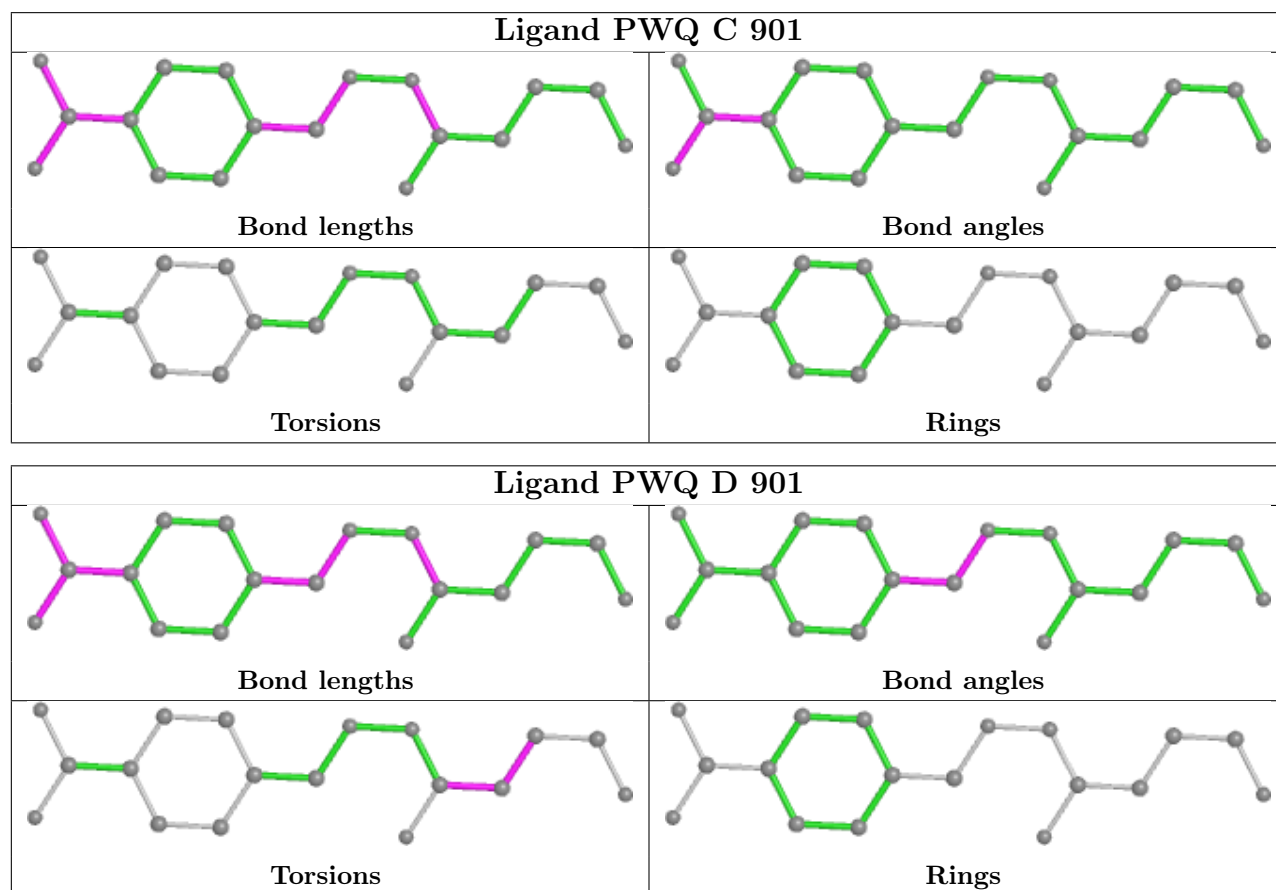 Ligand PWQ C 901
Bond lengths
Bond angles
Torsions
Rings
Ligand PWQ D 901
Bond lengths
Bond angles
Torsions
Rings